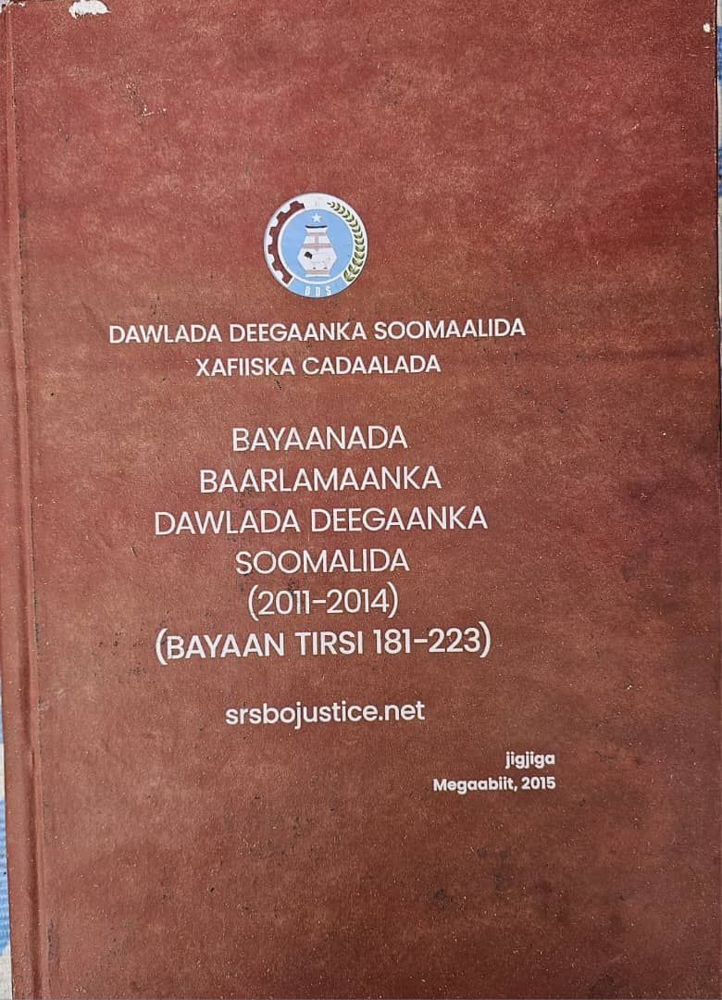 DDS
DAWLADA DEEGAANKA SOOMAALIDA
XAFIISKA CADAALADA
BAYAANADA
BAARLAMAANKA
DAWLADA DEEGAANKA
SOOMALIDA
(2011-2014)
(BAYAAN TIRSI 181-223)
srsbojustice.net
jigjiga
Megaabiit, 2015